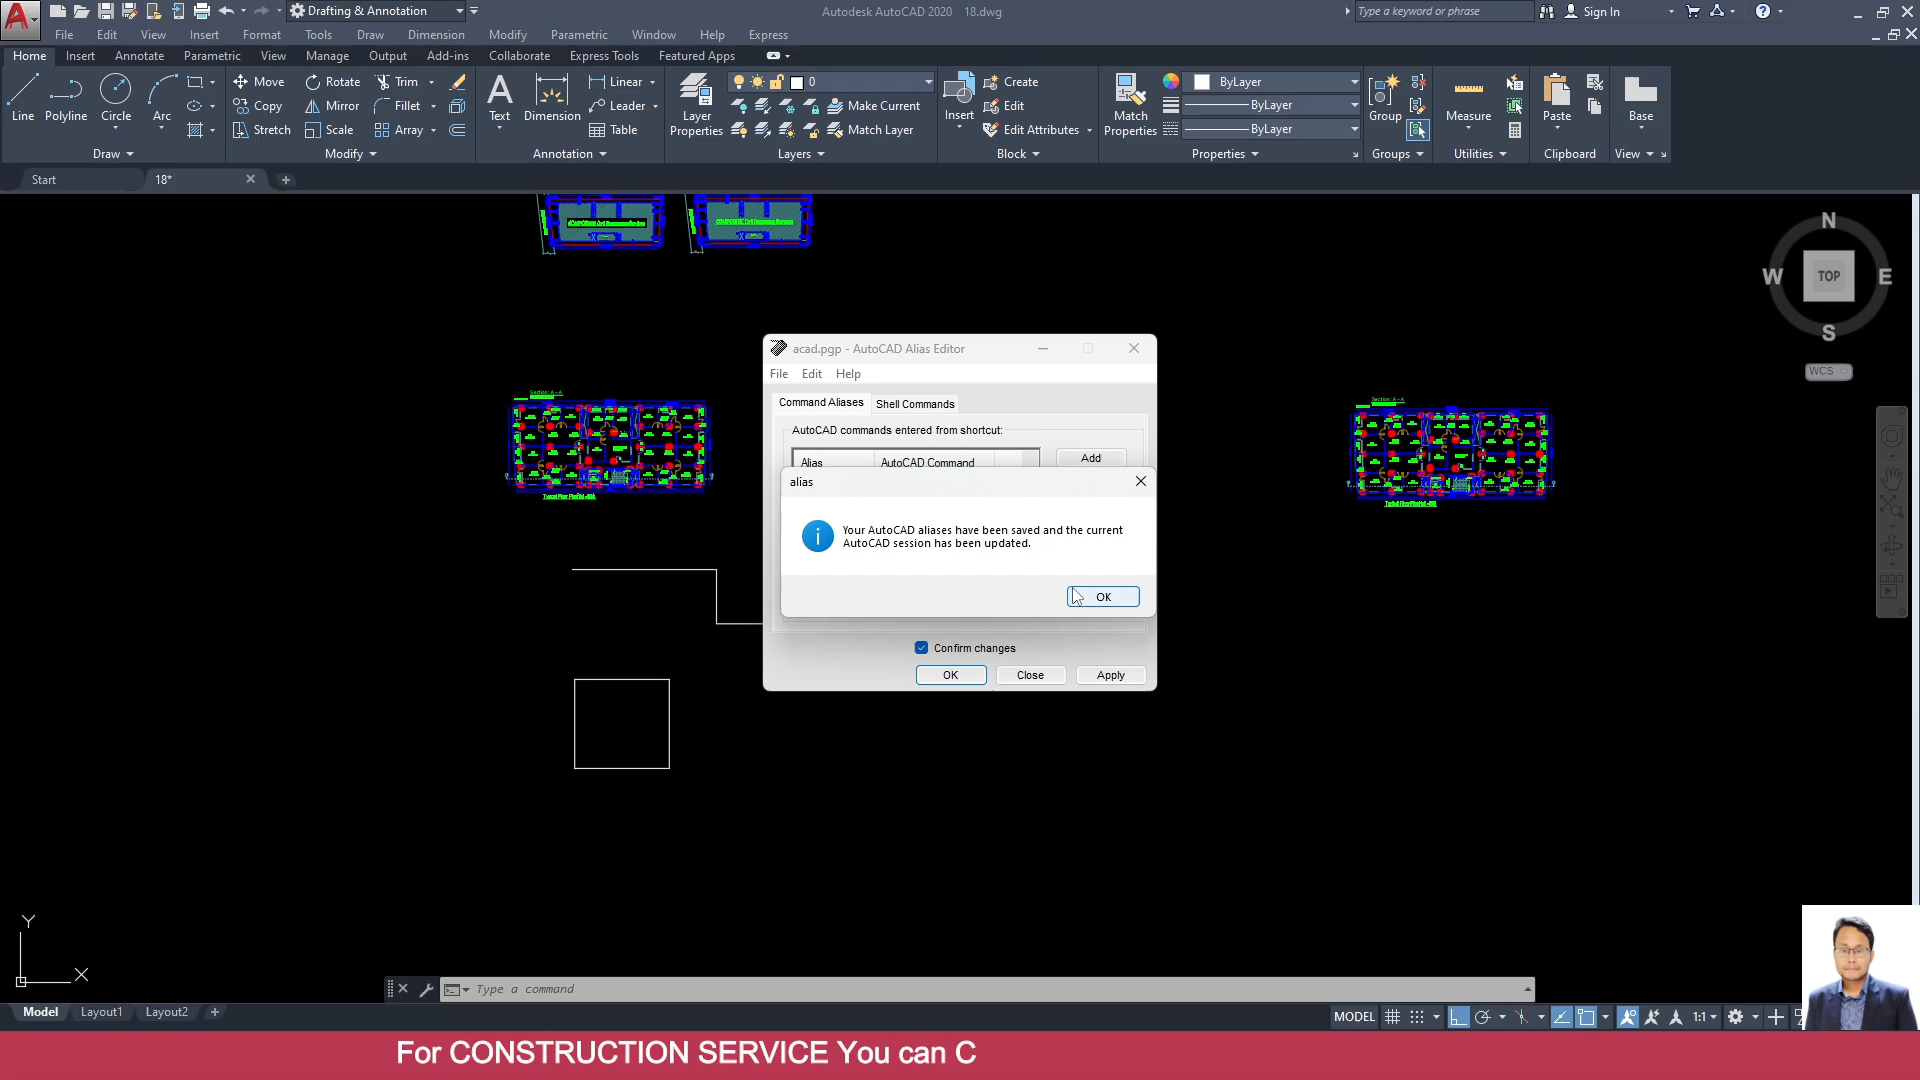 Drafting & Annotation
Autodesk AutoCAD 2020 18.dwg
Type a keyword or phrase
Sign In
File Edit View Insert Format Tools Draw Dimension Modify Parametric Window Help Express
Home Insert Annotate Parametric View Manage Output Add-ins Collaborate Express Tools Featured Apps
Line
Polyline
Circle
Arc
Draw
Move
Rotate
Trim
Copy
Mirror
Fillet
Stretch
Scale
Array
Modify
Text
Dimension
Linear
Leader
Table
Annotation
Layer
Properties
0
Make Current
Match Layer
Layers
Insert
Create
Edit
Edit Attributes
Block
Match
Properties
ByLayer
ByLayer
ByLayer
Properties
Group
Groups
Measure
Utilities
Paste
Clipboard
Base
View
Start
18*
N
W
TOP
E
S
WCS
Section: A - A
Section: A - A
acad.pgp - AutoCAD Alias Editor
File Edit Help
Command Aliases
Shell Commands
AutoCAD commands entered from shortcut:
Alias
AutoCAD Command
Add
alias
Your AutoCAD aliases have been saved and the current
AutoCAD session has been updated.
OK
Confirm changes
OK
Close
Apply
Y
X
Type a command
Model
Layout1
Layout2
MODEL
1:1
For CONSTRUCTION SERVICE You can C